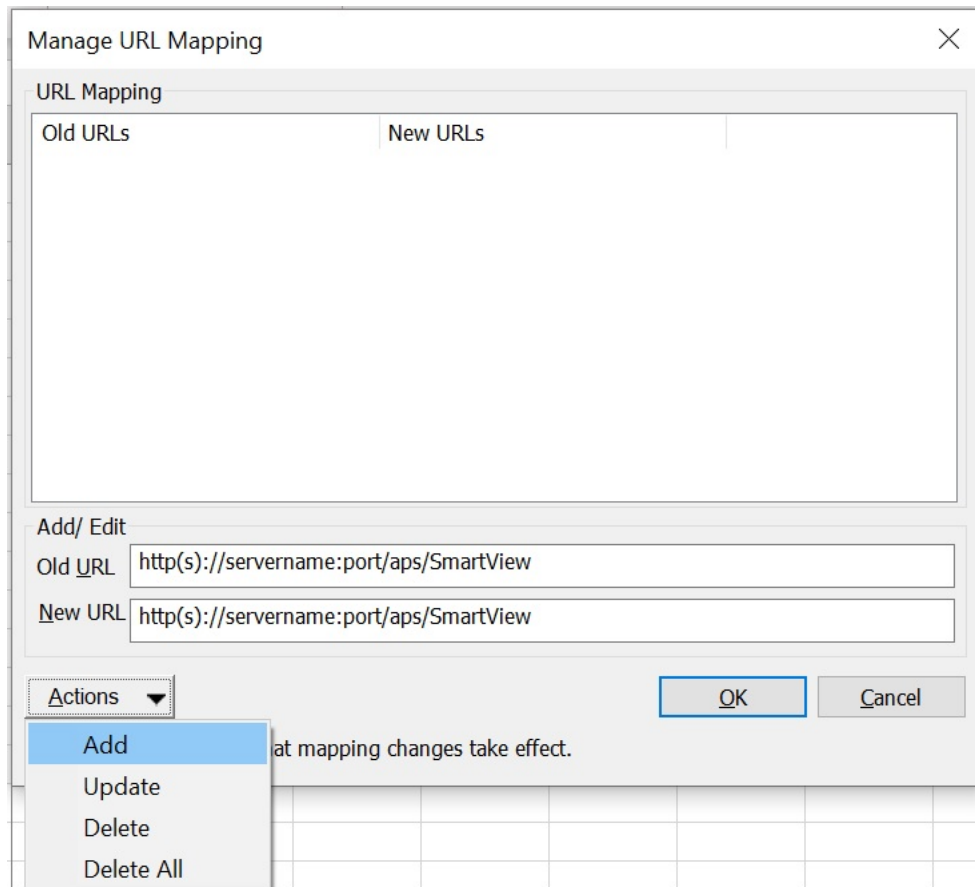 Manage URL Mapping
URL Mapping
Old URLs New URLs
Add/ Edit
Old URL http(s)://servername:port/aps/SmartView
New URL http(s)://servername:port/aps/SmartView
Actions OK Cancel
Add at mapping changes take effect.
Update
Delete
Delete All